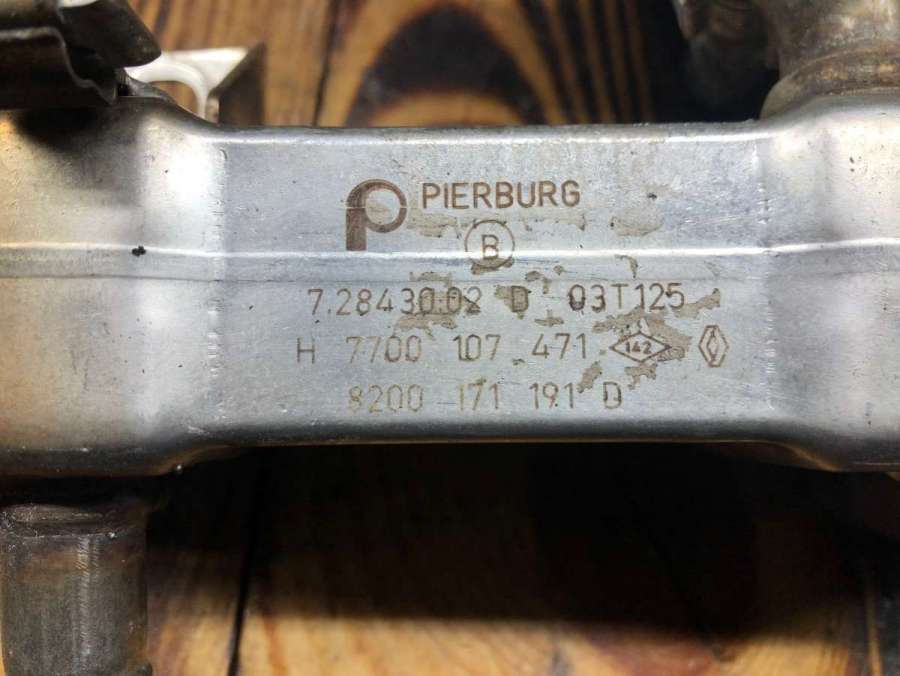 PIERBURG
B
7.28430.02 D 03T125
H 7700 107 471 142
8200 171 191 D